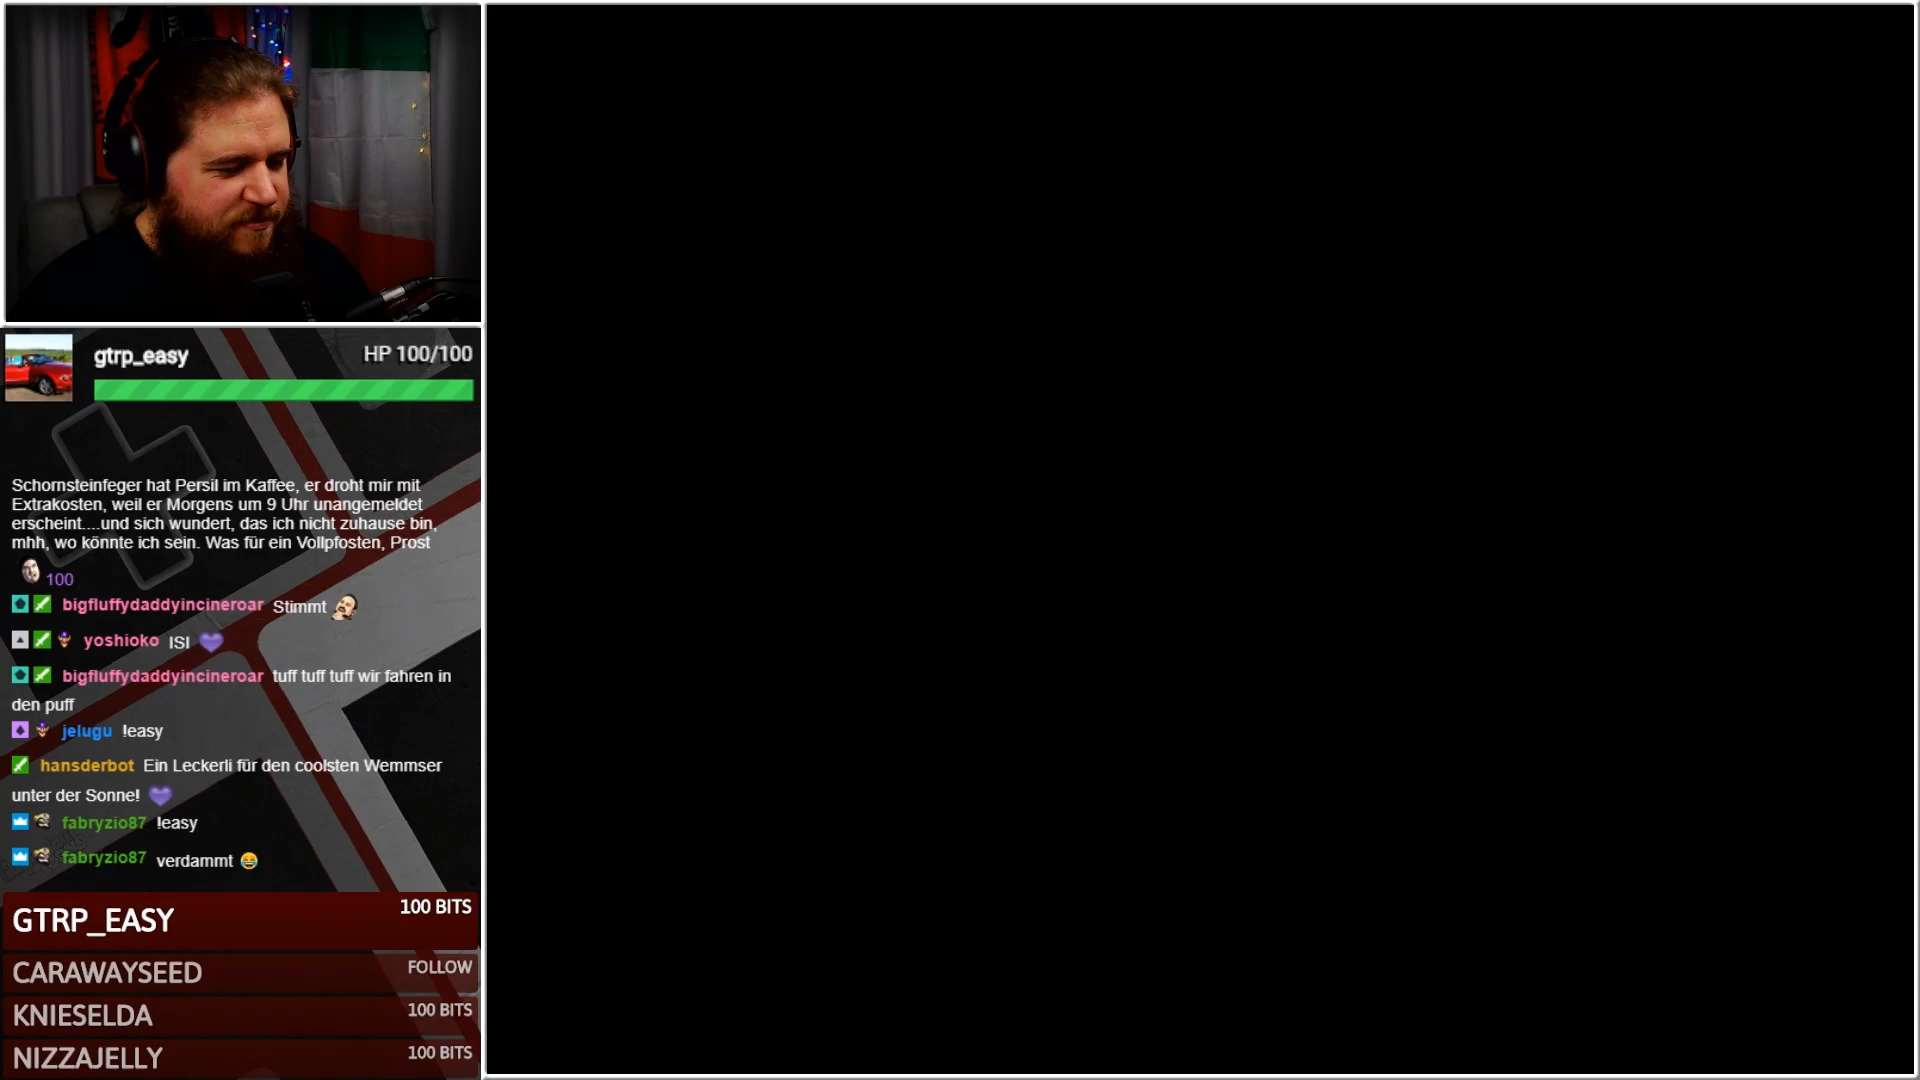 gtrp_easy
HP 100/100
Schornsteinfeger hat Persil im Kaffee, er droht mir mit
Extrakosten, weil er Morgens um 9 Uhr unangemeldet
erscheint....und sich wundert, das ich nicht zuhause bin,
mhh, wo könnte ich sein. Was für ein Vollpfosten, Prost
100
bigfluffydaddyincineroar Stimmt
yoshioko ISI 💜
bigfluffydaddyincineroar tuff tuff tuff wir fahren in
den puff
jelugu !easy
hansderbot Ein Leckerli für den coolsten Wemmser
unter der Sonne! 💜
fabryzio87 !easy
fabryzio87 verdammt 😂
GTRP_EASY 100 BITS
CARAWAYSEED FOLLOW
KNIESELDA 100 BITS
NIZZAJELLY 100 BITS